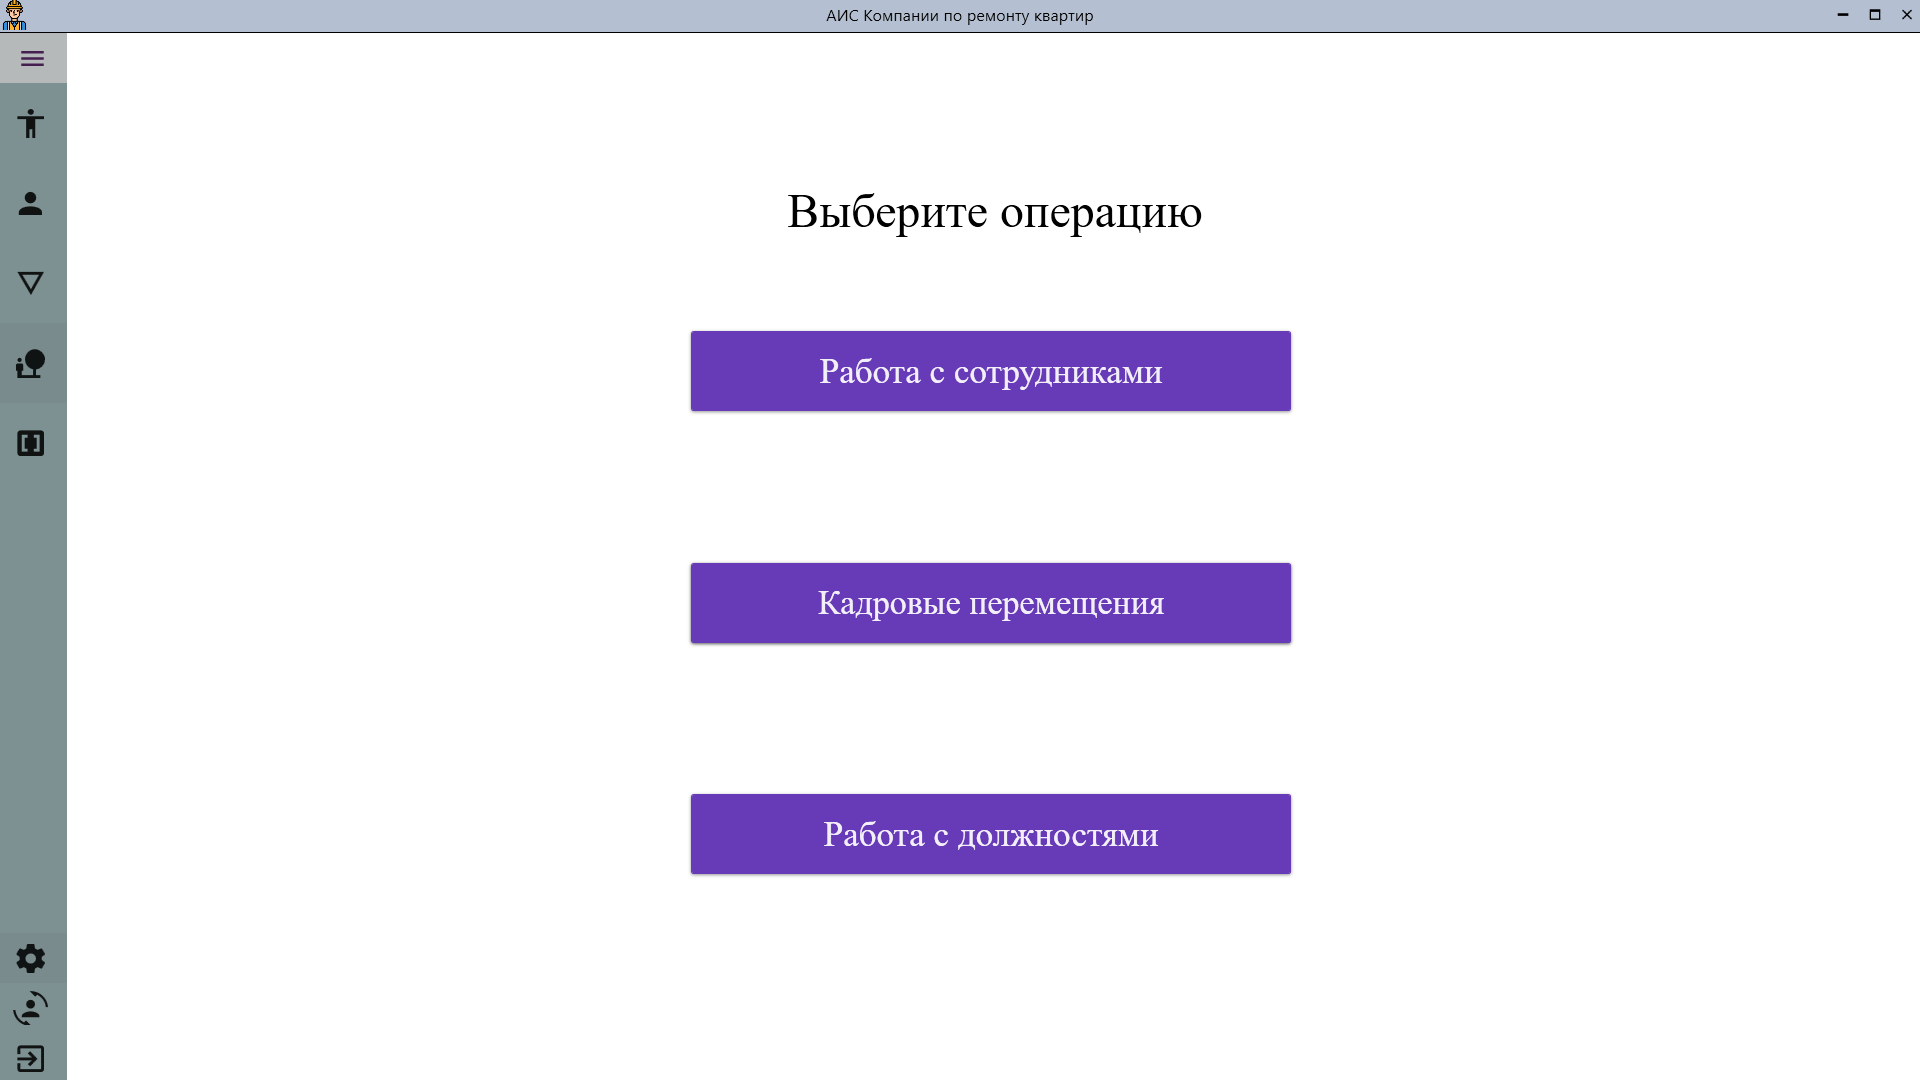 АИС Компании по ремонту квартир
Выберите операцию
Работа с сотрудниками
Кадровые перемещения
Работа с должностями